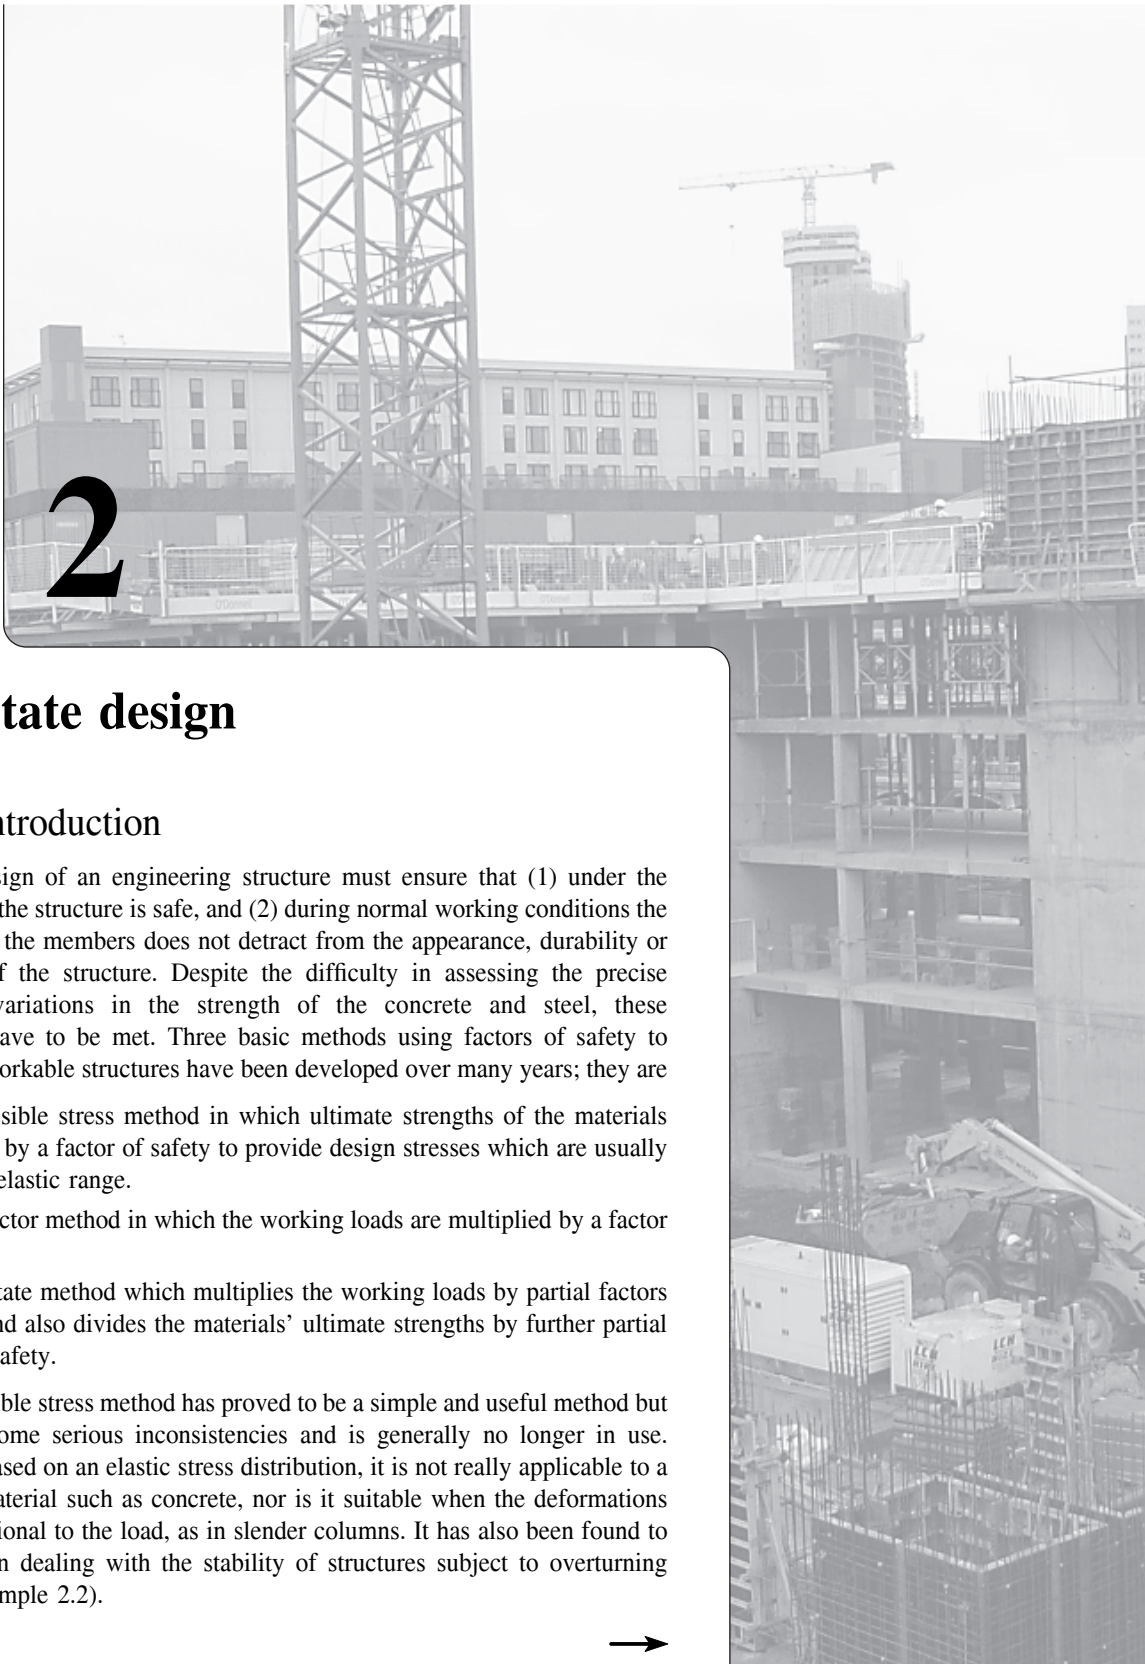 2
tate design
ntroduction
sign of an engineering structure must ensure that (1) under the
the structure is safe, and (2) during normal working conditions the
the members does not detract from the appearance, durability or
f the structure. Despite the difficulty in assessing the precise
variations in the strength of the concrete and steel, these
ave to be met. Three basic methods using factors of safety to
orkable structures have been developed over many years; they are
sible stress method in which ultimate strengths of the materials
by a factor of safety to provide design stresses which are usually
elastic range.
ctor method in which the working loads are multiplied by a factor
tate method which multiplies the working loads by partial factors
nd also divides the materials’ ultimate strengths by further partial
afety.
ble stress method has proved to be a simple and useful method but
ome serious inconsistencies and is generally no longer in use.
ased on an elastic stress distribution, it is not really applicable to a
aterial such as concrete, nor is it suitable when the deformations
ional to the load, as in slender columns. It has also been found to
n dealing with the stability of structures subject to overturning
mple 2.2).
O'Donnell
O'Donnell
O'Donnell
JCB
LCM
LCM